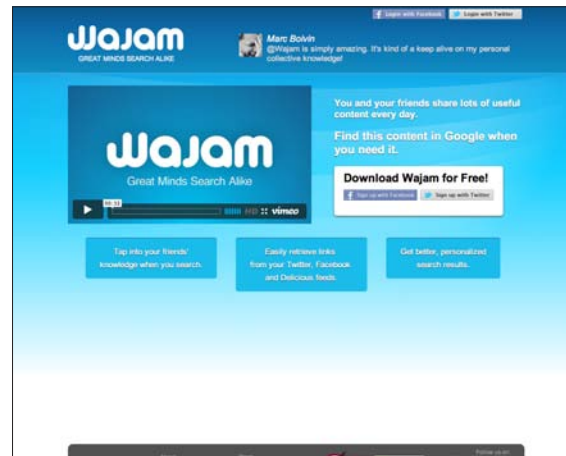 Login with Facebook
Login with Twitter
wajam
GREAT MINDS SEARCH ALIKE
Marc Boivin
@Wajam is simply amazing. It's kind of a keep alive on my personal
collective knowledge!
wajam
Great Minds Search Alike
HD
vimeo
You and your friends share lots of useful
content every day.
Find this content in Google when
you need it.
Download Wajam for Free!
Sign up with Facebook
Sign up with Twitter
Tap into your friends'
knowledge when you search.
Easily retrieve links
from your Twitter, Facebook
and Delicious feeds.
Get better, personalized
search results.
Follow us on: